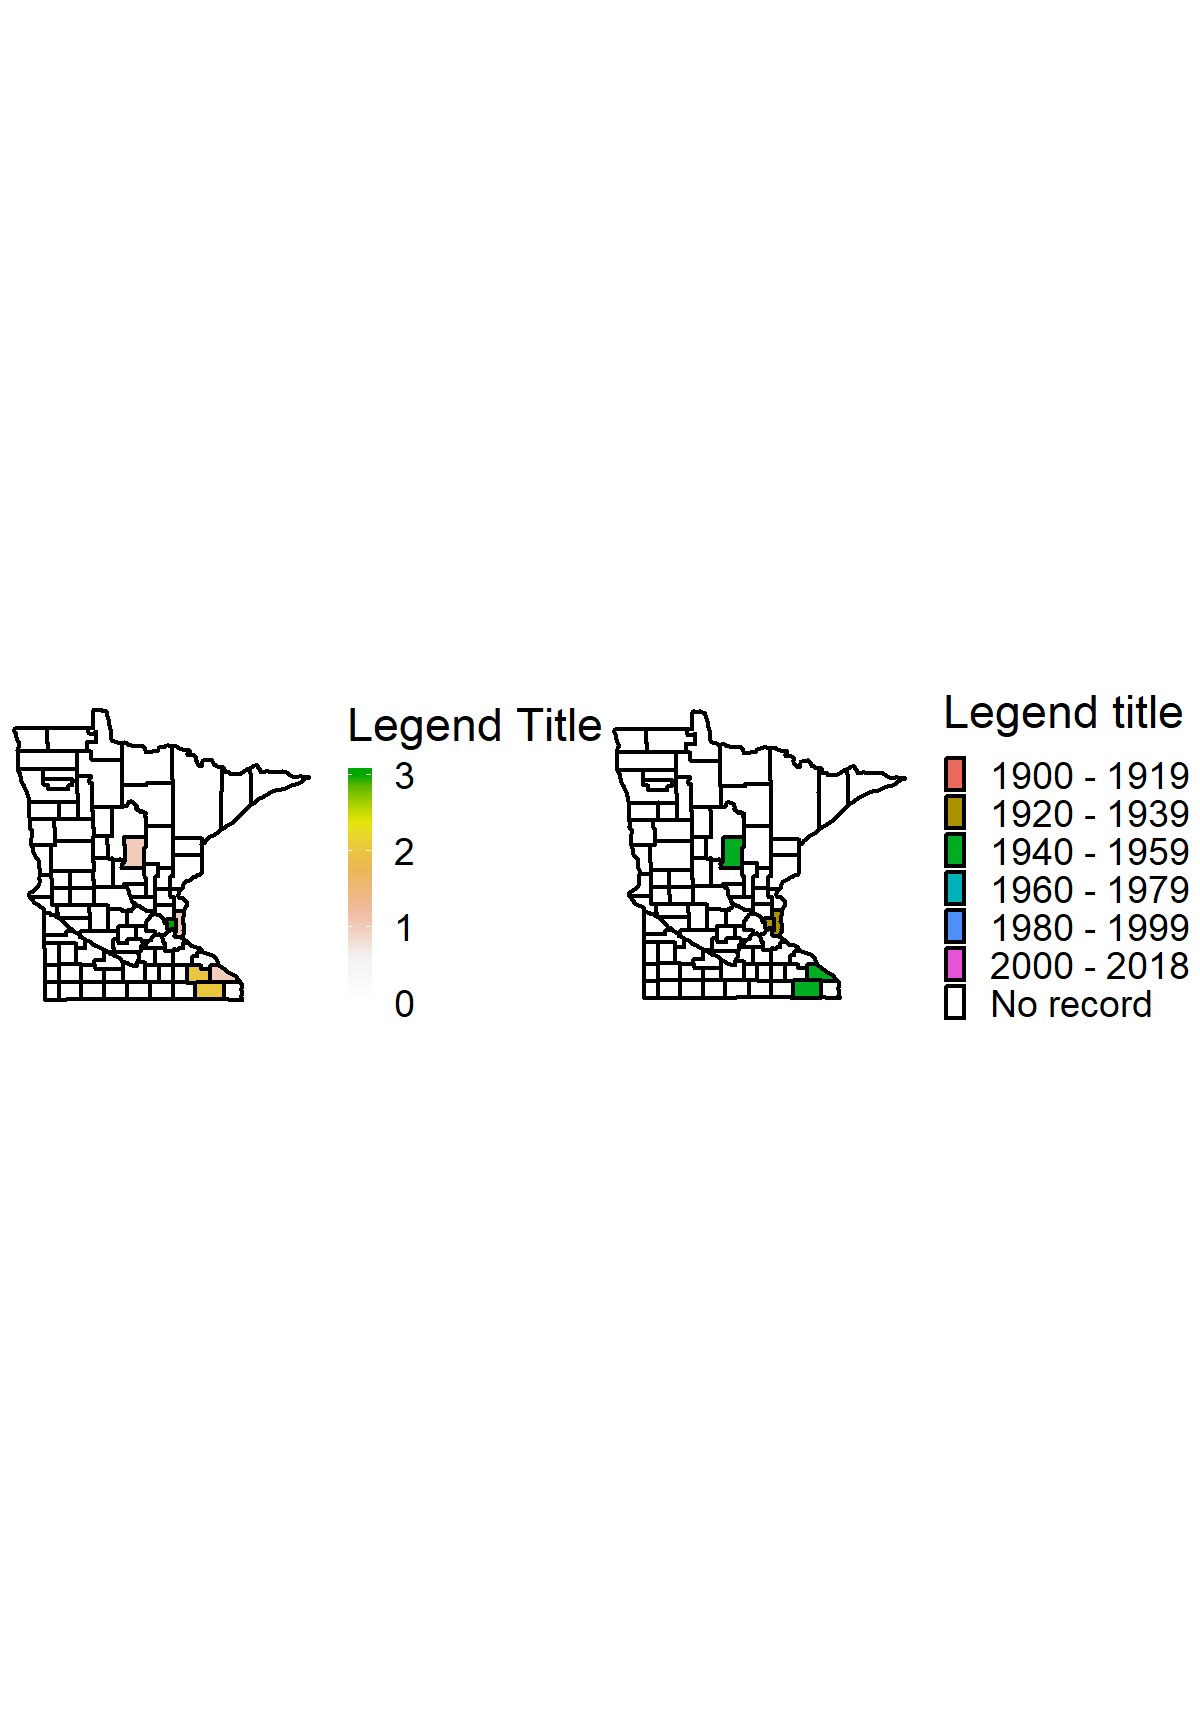 Legend Title
3
2
1
0
Legend title
1900 - 1919
1920 - 1939
1940 - 1959
1960 - 1979
1980 - 1999
2000 - 2018
No record